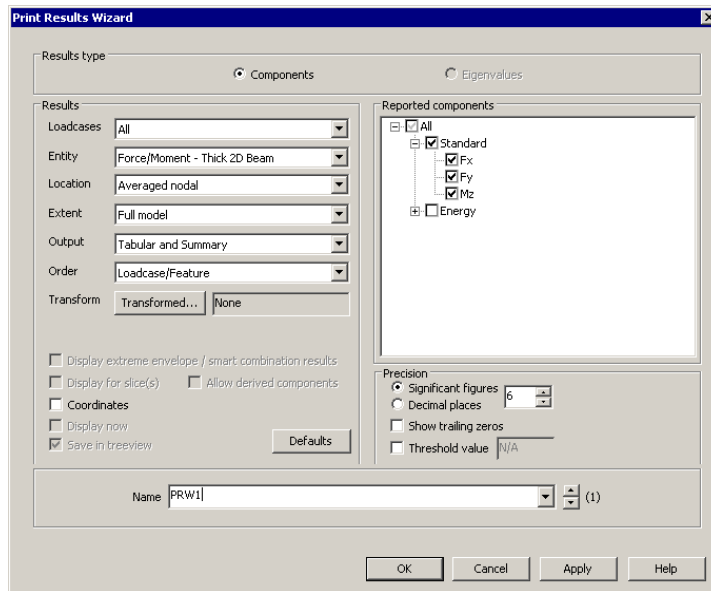 Print Results Wizard
Results type
Components
Eigenvalues
Results
Loadcases All
Entity Force/Moment - Thick 2D Beam
Location Averaged nodal
Extent Full model
Output Tabular and Summary
Order Loadcase/Feature
Transform Transformed... None
Display extreme envelope / smart combination results
Display for slice(s) Allow derived components
Coordinates
Display now
Save in treeview
Defaults
Reported components
All
Standard
Fx
Fy
Mz
Energy
Precision
Significant figures 6
Decimal places
Show trailing zeros
Threshold value N/A
Name PRW1 (1)
OK Cancel Apply Help